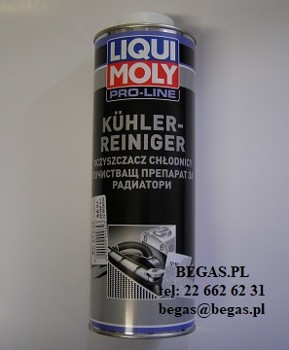 LIQUI
MOLY
PRO-LINE
KÜHLER-
REINIGER
OCZYSZCZACZ CHŁODNICY
ПОЧИСТВАЩ ПРЕПАРАТ ЗА
РАДИАТОРИ
BEGAS.PL
tel: 22 662 62 31
begas@begas.pl